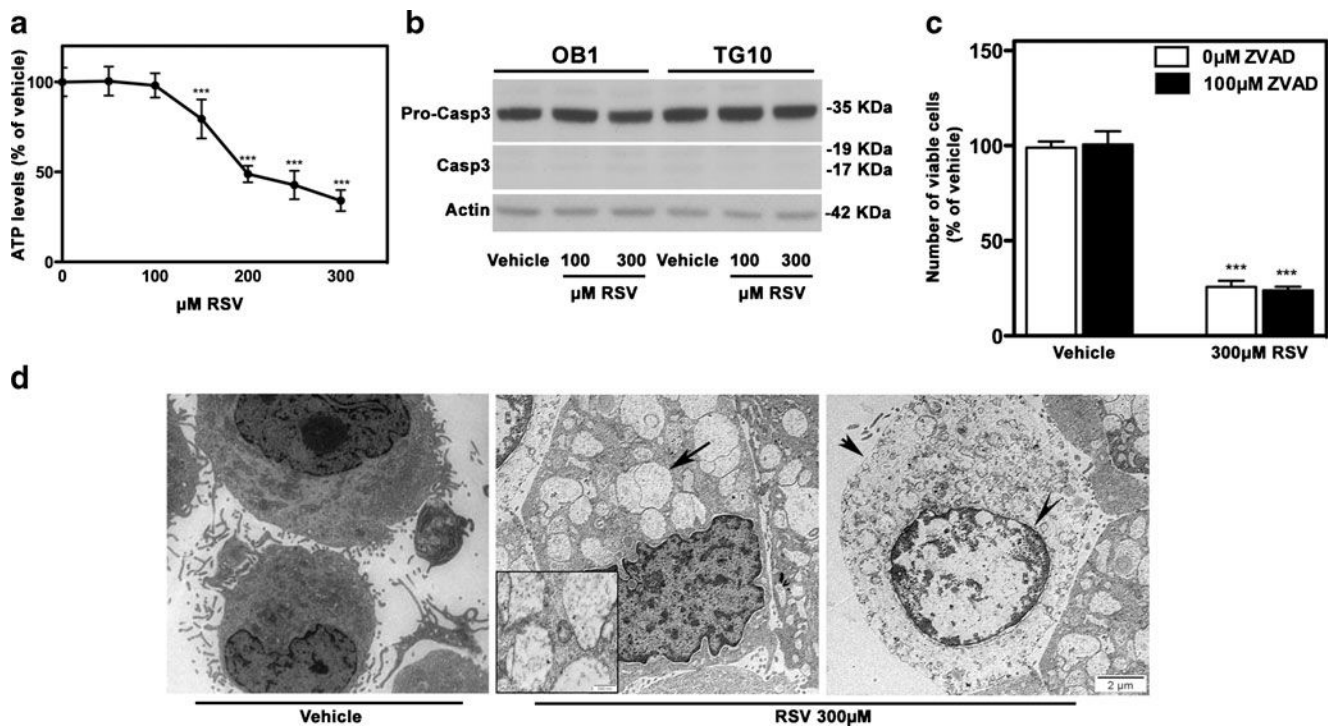 a
ATP levels (% of vehicle)
100
50
0
0 100 200 300
***
***
***
***
µM RSV
b
OB1 TG10
Pro-Casp3 -35 KDa
-19 KDa
Casp3
-17 KDa
Actin -42 KDa
Vehicle 100 300 Vehicle 100 300
µM RSV µM RSV
c
Number of viable cells
(% of vehicle)
150
100
50
0
0µM ZVAD
100µM ZVAD
*** ***
Vehicle 300µM RSV
d
2 µm
Vehicle RSV 300µM